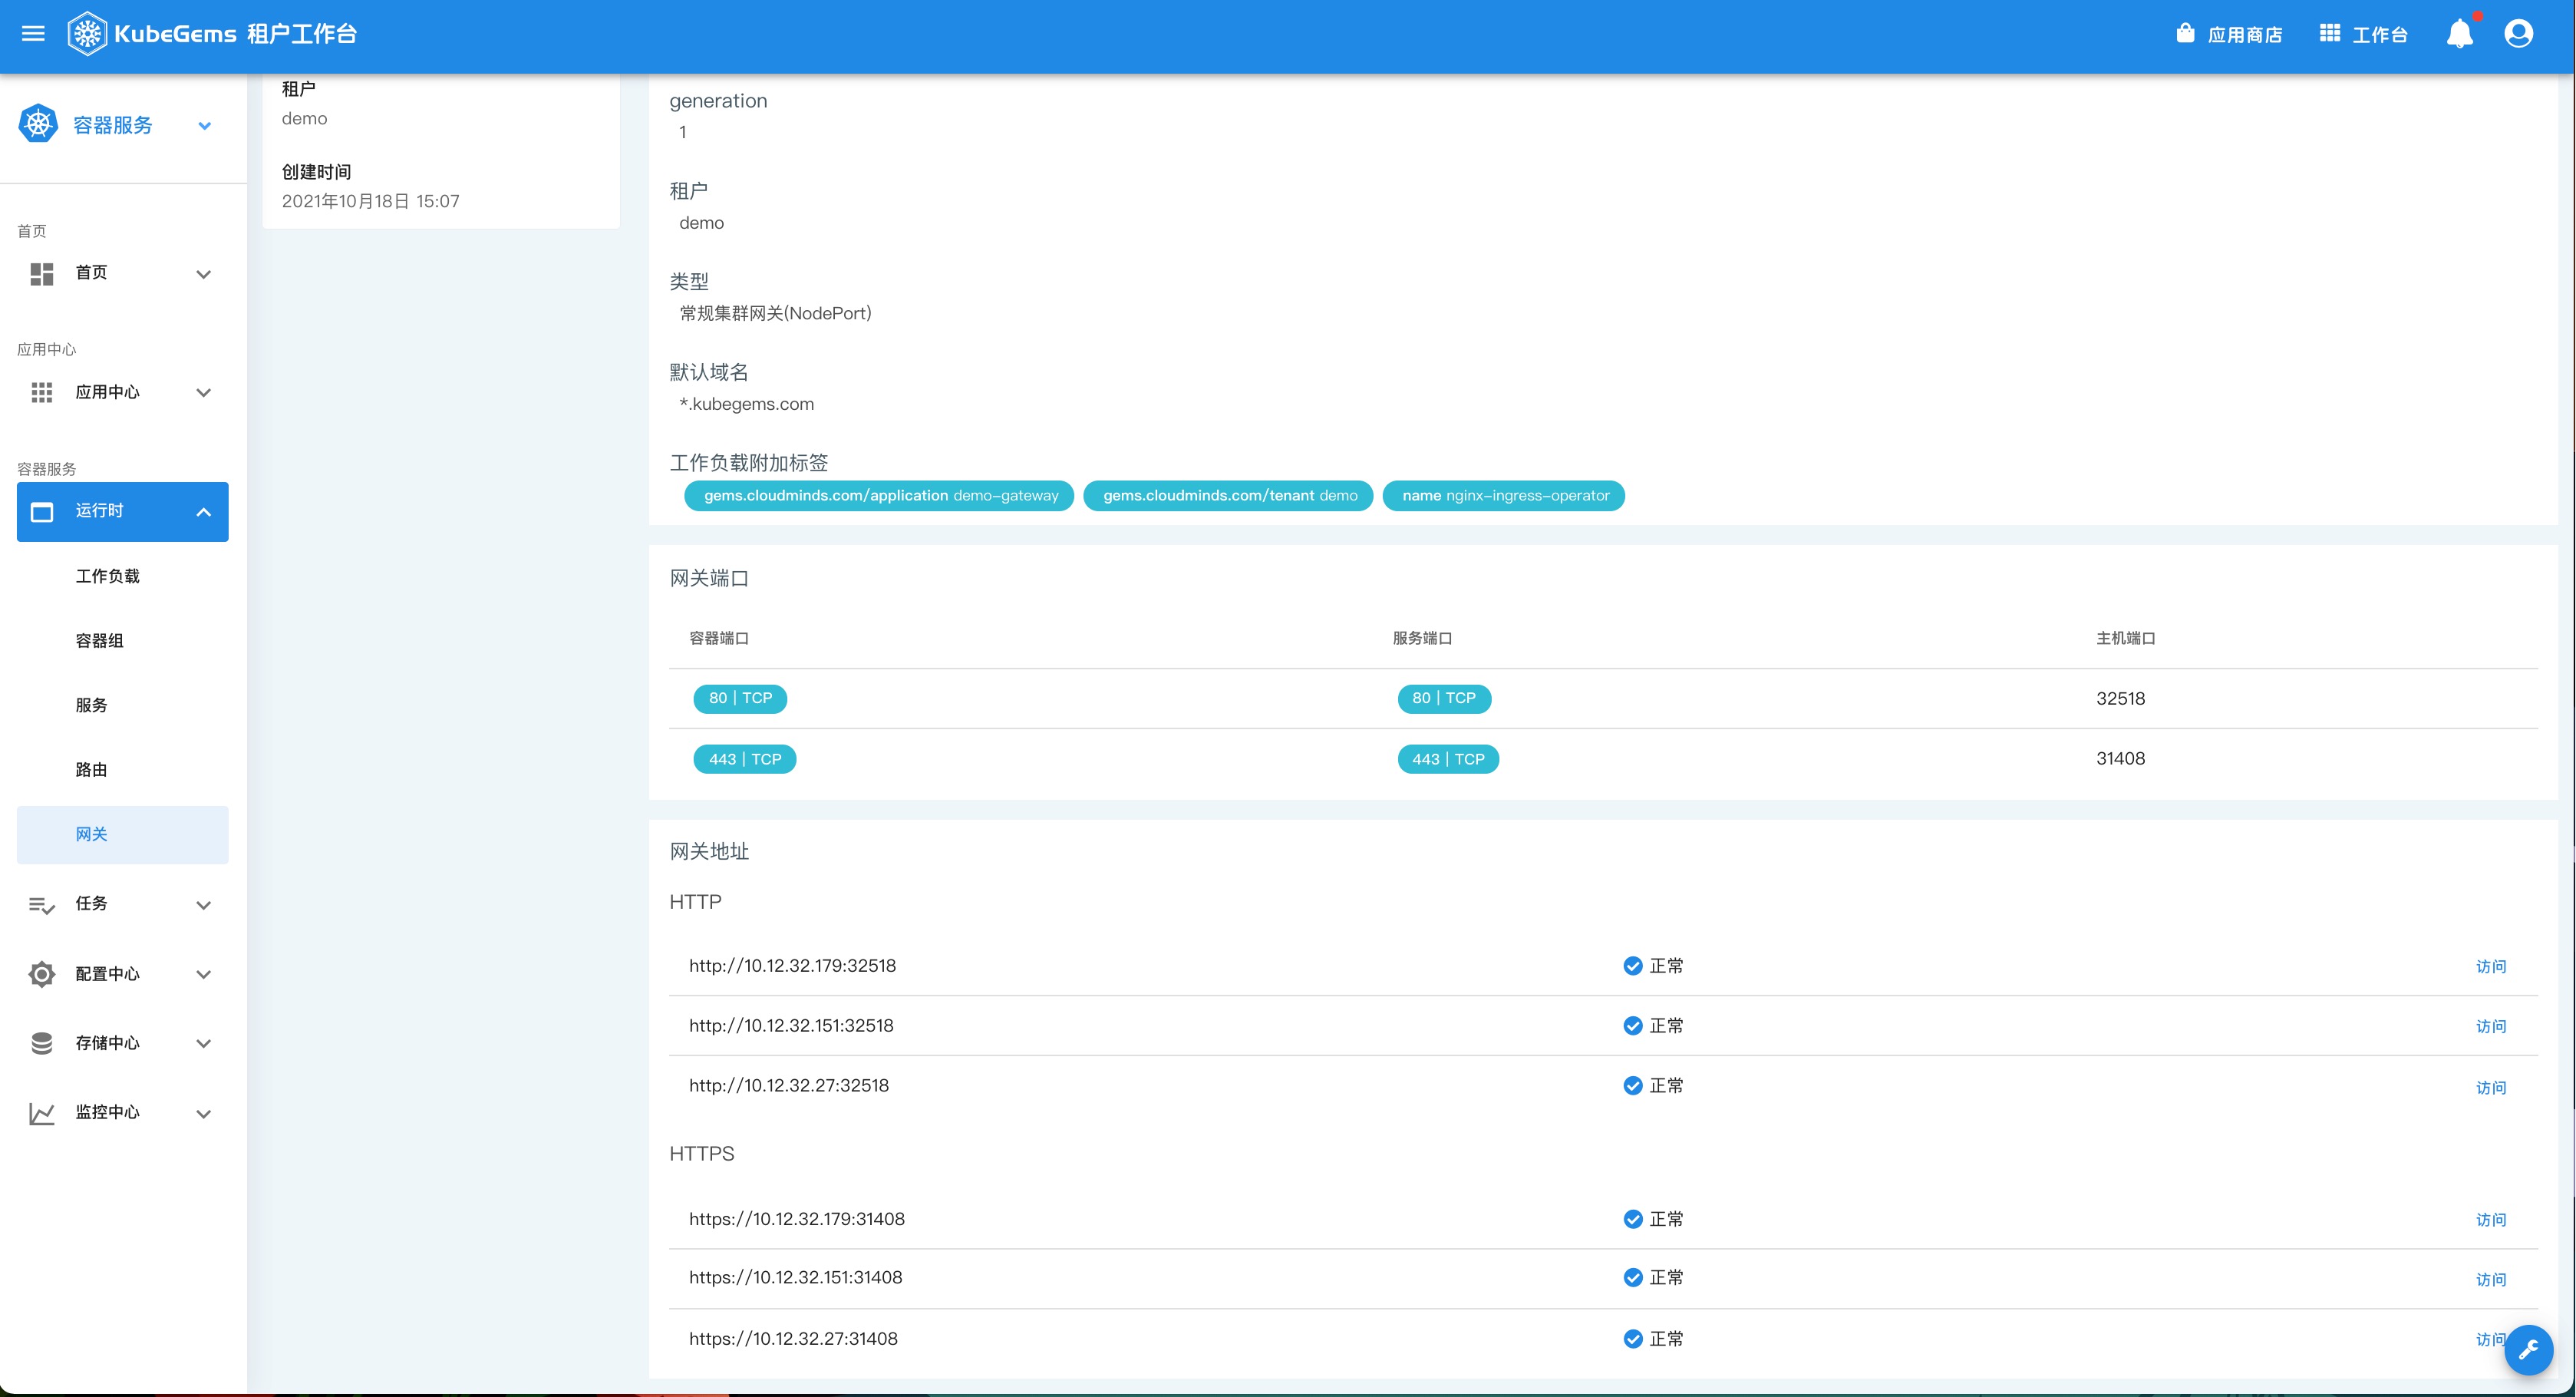 KubeGems 租户工作台
应用商店
工作台
容器服务
首页
首页
应用中心
应用中心
容器服务
运行时
工作负载
容器组
服务
路由
网关
任务
配置中心
存储中心
监控中心
租户
demo
创建时间
2021年10月18日 15:07
generation
1
租户
demo
类型
常规集群网关(NodePort)
默认域名
*.kubegems.com
工作负载附加标签
gems.cloudminds.com/application demo-gateway gems.cloudminds.com/tenant demo name nginx-ingress-operator
网关端口
容器端口 服务端口 主机端口
80 | TCP 80 | TCP 32518
443 | TCP 443 | TCP 31408
网关地址
HTTP
http://10.12.32.179:32518 正常 访问
http://10.12.32.151:32518 正常 访问
http://10.12.32.27:32518 正常 访问
HTTPS
https://10.12.32.179:31408 正常 访问
https://10.12.32.151:31408 正常 访问
https://10.12.32.27:31408 正常 访问